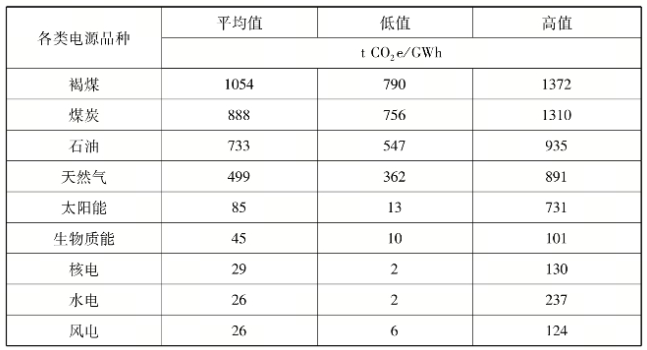 各类电源品种 平均值 低值 高值
t CO₂e/GWh
褐煤 1054 790 1372
煤炭 888 756 1310
石油 733 547 935
天然气 499 362 891
太阳能 85 13 731
生物质能 45 10 101
核电 29 2 130
水电 26 2 237
风电 26 6 124